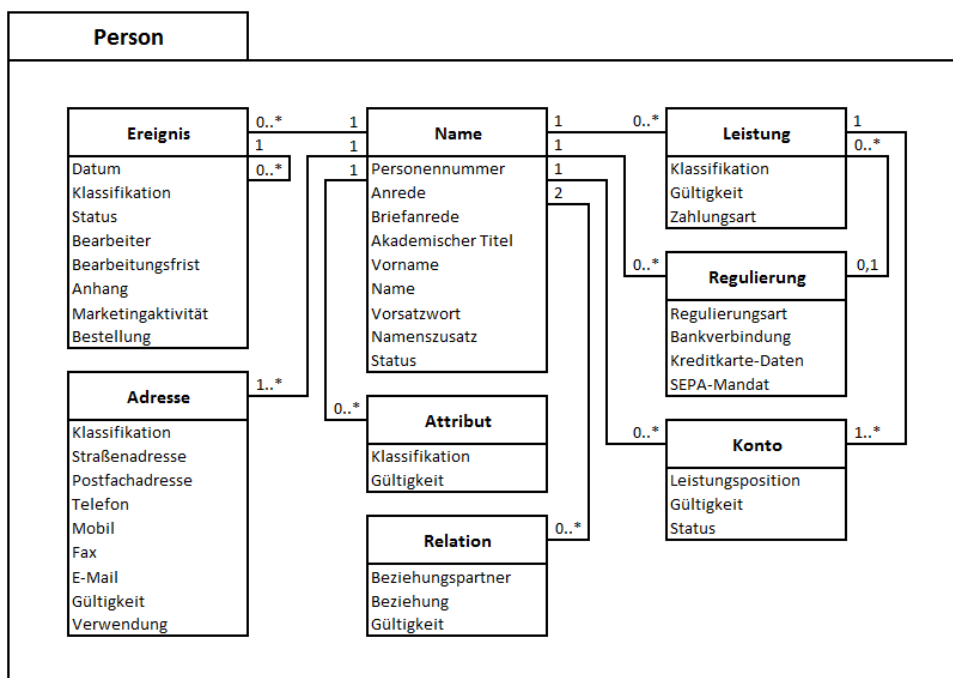 Person
Ereignis
Datum
Klassifikation
Status
Bearbeiter
Bearbeitungsfrist
Anhang
Marketingaktivität
Bestellung
0..*
1
1
0..*
1
1
Name
Personennummer
Anrede
Briefanrede
Akademischer Titel
Vorname
Name
Vorsatzwort
Namenszusatz
Status
1
1
1
2
0..*
Leistung
Klassifikation
Gültigkeit
Zahlungsart
1
0..*
0..*
Regulierung
Regulierungsart
Bankverbindung
Kreditkarte-Daten
SEPA-Mandat
0,1
Adresse
Klassifikation
Straßenadresse
Postfachadresse
Telefon
Mobil
Fax
E-Mail
Gültigkeit
Verwendung
1..*
0..*
Attribut
Klassifikation
Gültigkeit
0..*
Konto
Leistungsposition
Gültigkeit
Status
1..*
Relation
Beziehungspartner
Beziehung
Gültigkeit
0..*